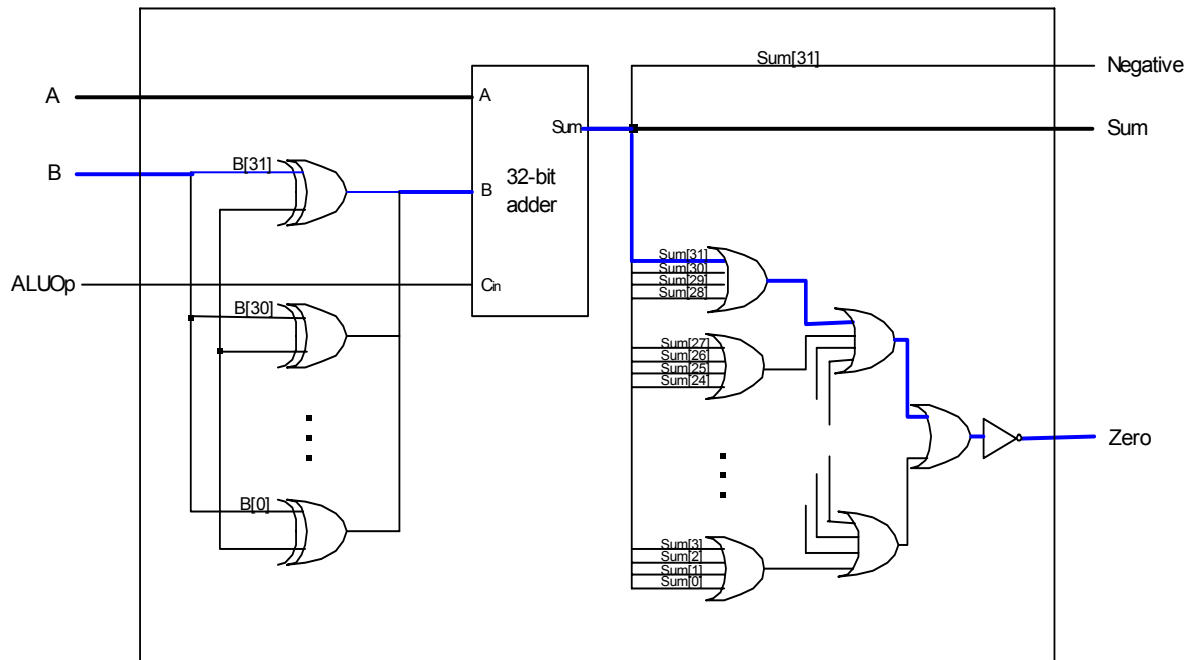 Sum[31]
Negative
A
A
Sum
Sum
B
B[31]
B
32-bit
adder
ALUOp
Cin
Sum[31]
Sum[30]
Sum[29]
Sum[28]
B[30]
Sum[27]
Sum[26]
Sum[25]
Sum[24]
Zero
B[0]
Sum[3]
Sum[2]
Sum[1]
Sum[0]